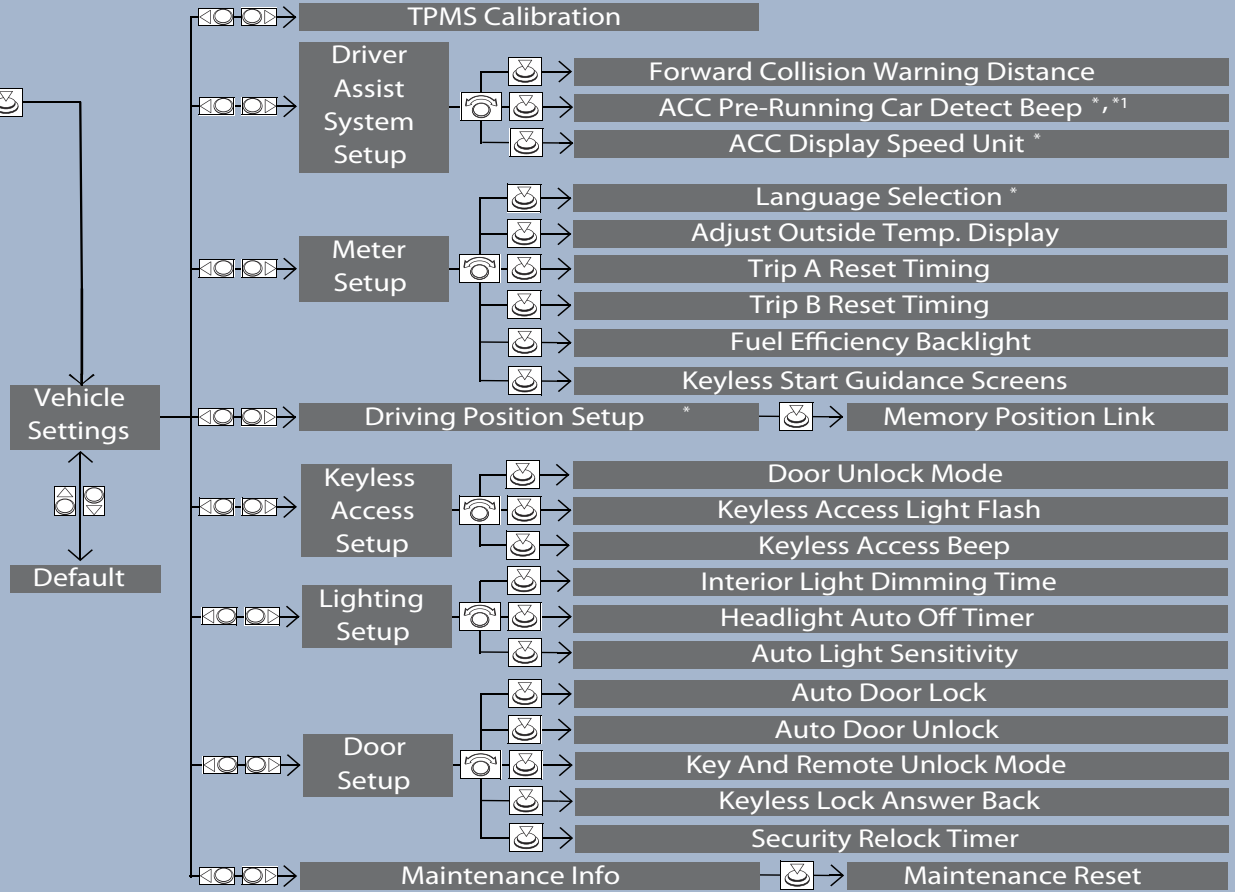 TPMS Calibration
Driver
Assist
System
Setup
Forward Collision Warning Distance
ACC Pre-Running Car Detect Beep *, *1
ACC Display Speed Unit *
Meter
Setup
Language Selection *
Adjust Outside Temp. Display
Trip A Reset Timing
Trip B Reset Timing
Fuel Efficiency Backlight
Keyless Start Guidance Screens
Vehicle
Settings
Default
Driving Position Setup *
Memory Position Link
Keyless
Access
Setup
Door Unlock Mode
Keyless Access Light Flash
Keyless Access Beep
Lighting
Setup
Interior Light Dimming Time
Headlight Auto Off Timer
Auto Light Sensitivity
Door
Setup
Auto Door Lock
Auto Door Unlock
Key And Remote Unlock Mode
Keyless Lock Answer Back
Security Relock Timer
Maintenance Info
Maintenance Reset